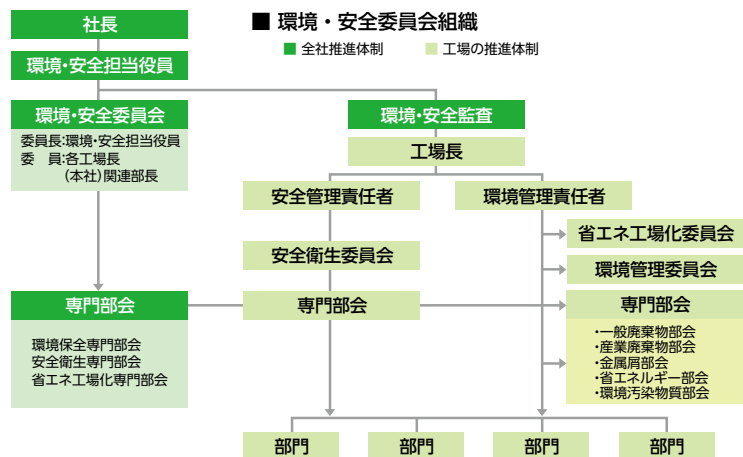 ■ 環境・安全委員会組織
■ 全社推進体制
■ 工場の推進体制
社長
環境・安全担当役員
環境・安全委員会
委員長:環境・安全担当役員
委　員:各工場長
(本社)関連部長
環境・安全監査
工場長
安全管理責任者
環境管理責任者
安全衛生委員会
省エネ工場化委員会
環境管理委員会
専門部会
環境保全専門部会
安全衛生専門部会
省エネ工場化専門部会
専門部会
専門部会
・一般廃棄物部会
・産業廃棄物部会
・金属屑部会
・省エネルギー部会
・環境汚染物質部会
部門
部門
部門
部門